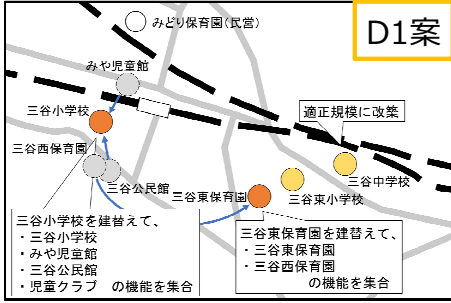 D1案
みどり保育園(民営)
みや児童館
三谷小学校
適正規模に改築
三谷西保育園
三谷公民館
三谷東保育園
三谷東小学校
三谷中学校
三谷小学校を建替えて、
・三谷小学校
・みや児童館
・三谷公民館
・児童クラブ　の機能を集合
三谷東保育園を建替えて、
・三谷東保育園
・三谷西保育園
の機能を集合